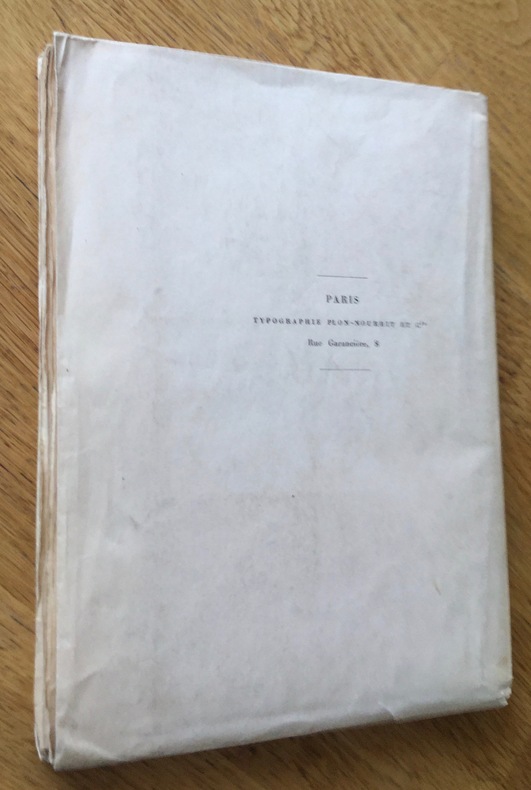 PARIS
TYPOGRAPHIE PLON-NOURRIT ET Cⁱᵉ
Rue Garancière, 8